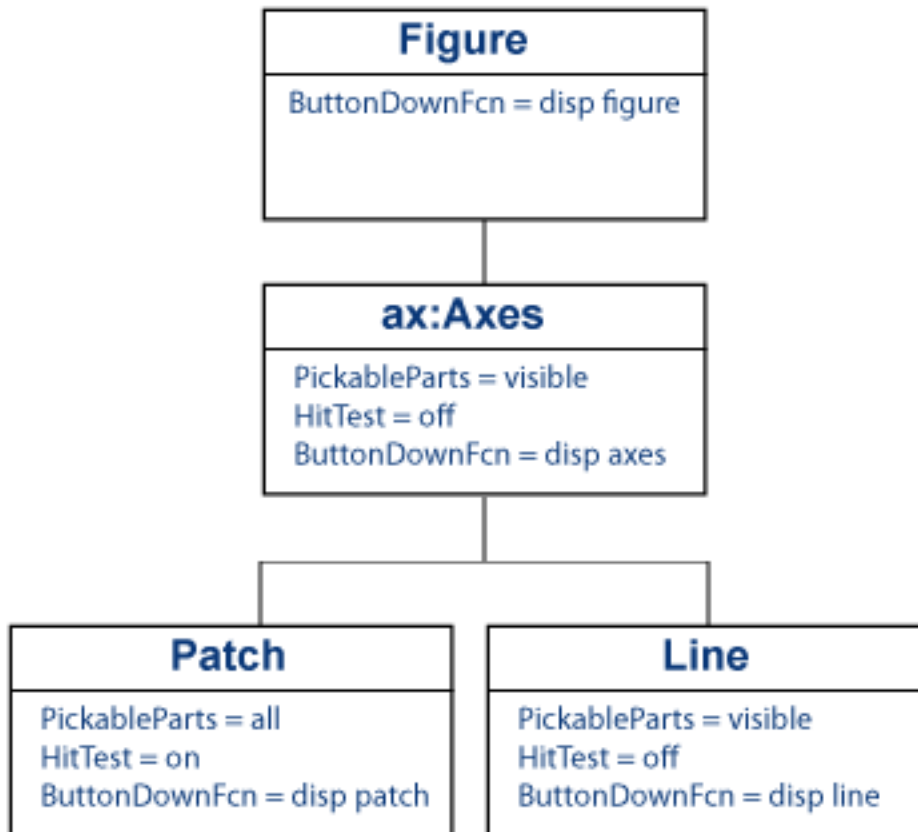 Figure
ButtonDownFcn = disp figure
ax:Axes
PickableParts = visible
HitTest = off
ButtonDownFcn = disp axes
Patch
PickableParts = all
HitTest = on
ButtonDownFcn = disp patch
Line
PickableParts = visible
HitTest = off
ButtonDownFcn = disp line